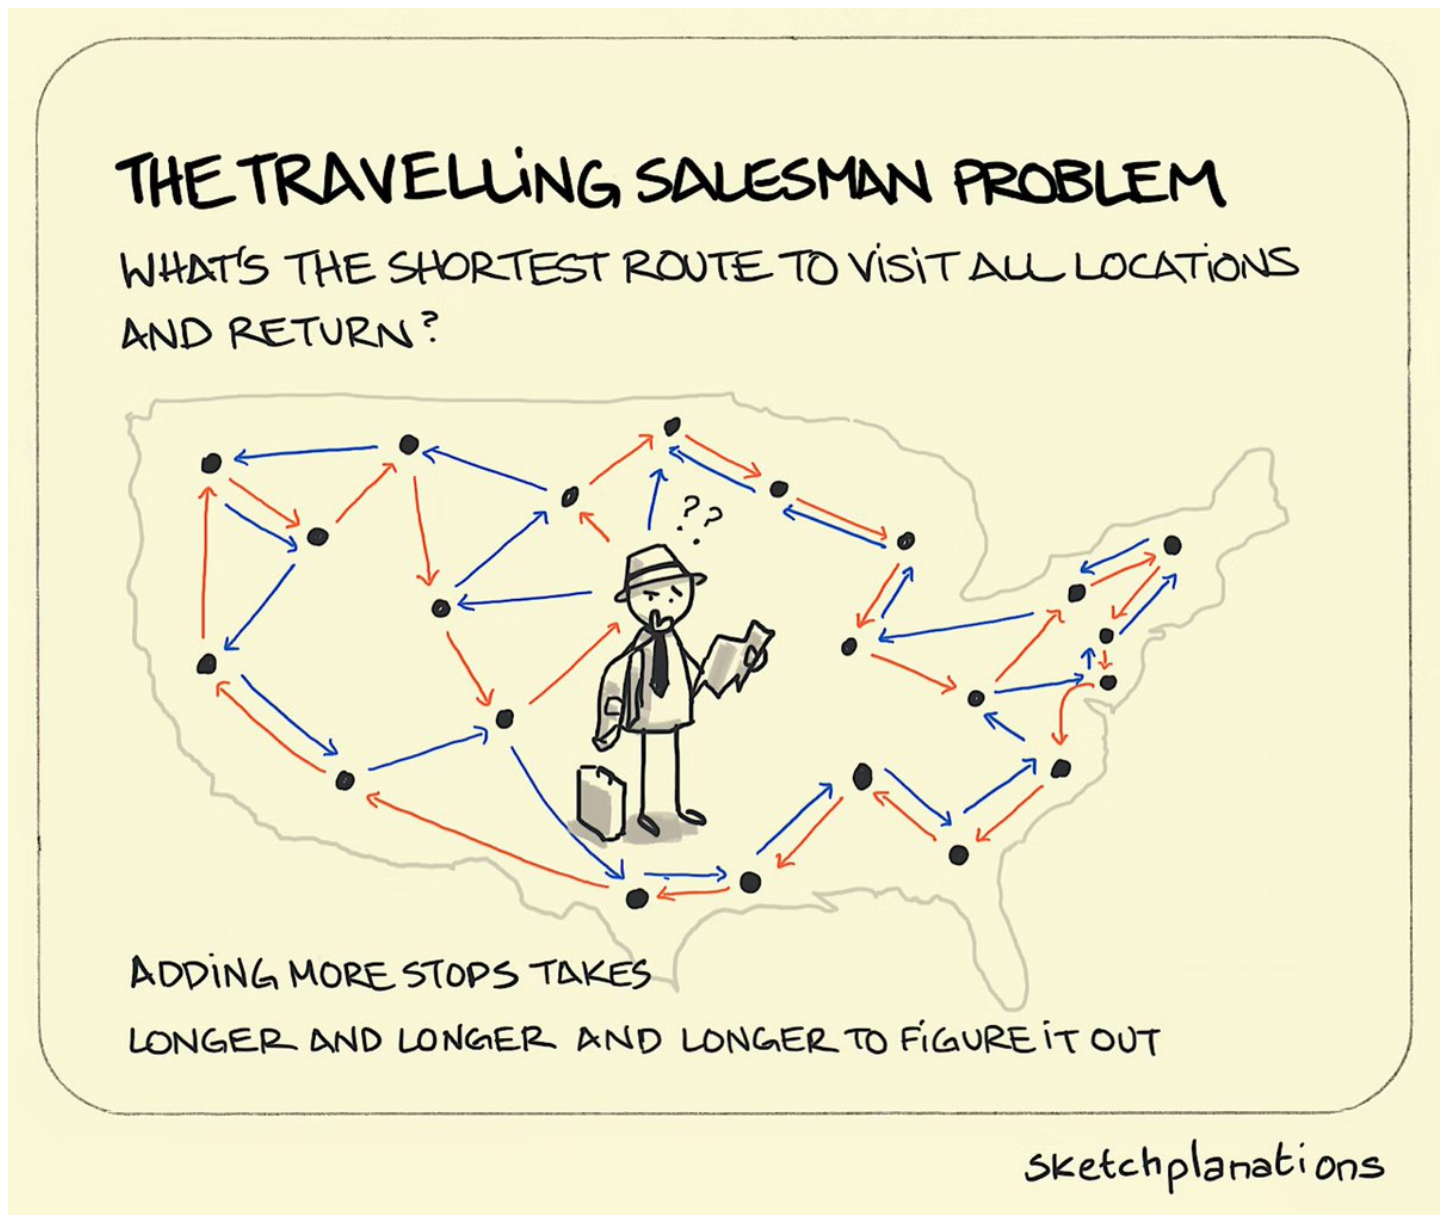 THE TRAVELLING SALESMAN PROBLEM
WHAT'S THE SHORTEST ROUTE TO VISIT ALL LOCATIONS
AND RETURN?
??
ADDING MORE STOPS TAKES
LONGER AND LONGER AND LONGER TO FIGURE IT OUT
sketchplanations